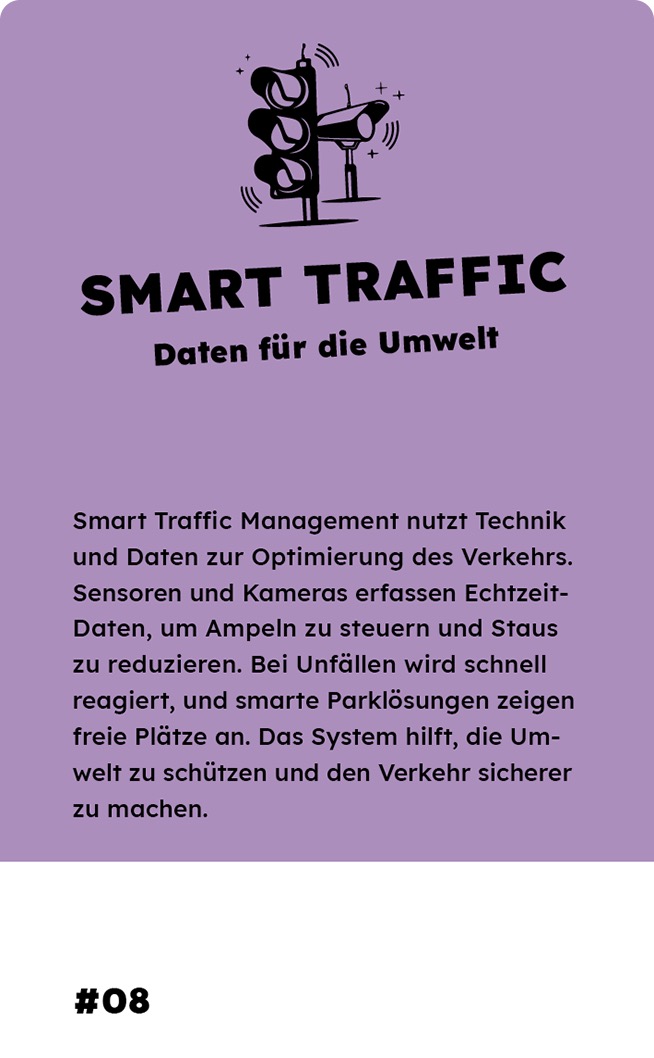 SMART TRAFFIC
Daten für die Umwelt
Smart Traffic Management nutzt Technik
und Daten zur Optimierung des Verkehrs.
Sensoren und Kameras erfassen Echtzeit-
Daten, um Ampeln zu steuern und Staus
zu reduzieren. Bei Unfällen wird schnell
reagiert, und smarte Parklösungen zeigen
freie Plätze an. Das System hilft, die Um-
welt zu schützen und den Verkehr sicherer
zu machen.
#08